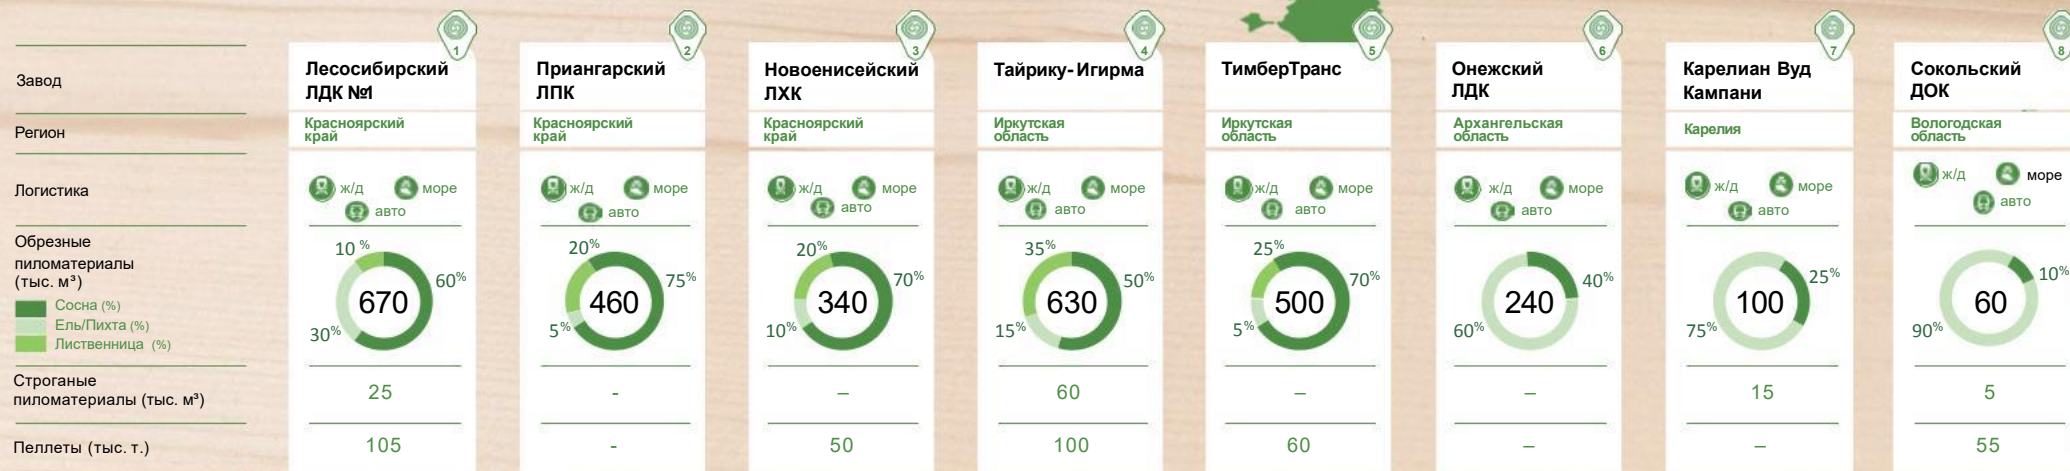 1
2
3
4
5
6
7
8
Завод
Лесосибирский
ЛДК №1
Приангарский
ЛПК
Новоенисейский
ЛХК
Тайрику-Игирма
ТимберТранс
Онежский
ЛДК
Карелиан Вуд
Кампани
Сокольский
ДОК
Регион
Красноярский
край
Красноярский
край
Красноярский
край
Иркутская
область
Иркутская
область
Архангельская
область
Карелия
Вологодская
область
Логистика
ж/д море
авто
ж/д море
авто
ж/д море
авто
ж/д море
авто
ж/д море
авто
ж/д море
авто
ж/д море
авто
ж/д море
авто
Обрезные
пиломатериалы
(тыс. м³)
Сосна (%)
Ель/Пихта (%)
Лиственница (%)
10 %
60%
670
30%
20%
75%
460
5%
20%
70%
340
10%
35%
50%
630
15%
25%
70%
500
5%
40%
240
60%
25%
100
75%
10%
60
90%
Строганые
пиломатериалы (тыс. м³)
25
-
–
60
–
–
15
5
Пеллеты (тыс. т.)
105
-
50
100
60
–
–
55